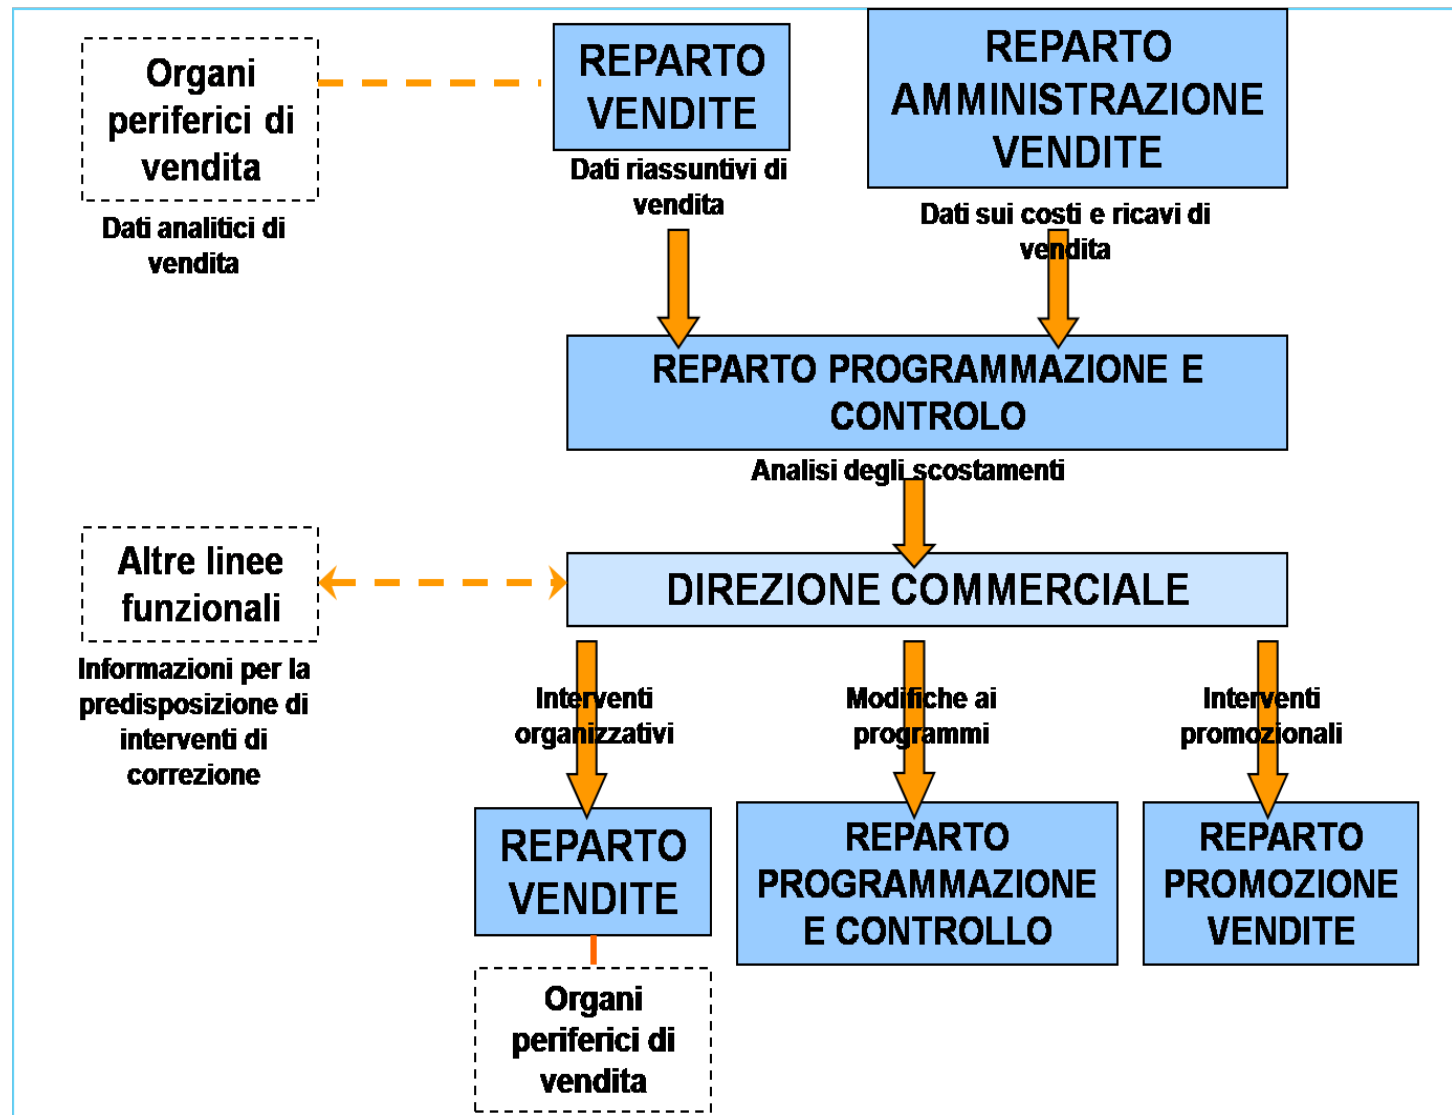 Organi
periferici di
vendita
Dati analitici di
vendita
REPARTO
VENDITE
Dati riassuntivi di
vendita
REPARTO
AMMINISTRAZIONE
VENDITE
Dati sui costi e ricavi di
vendita
REPARTO PROGRAMMAZIONE E
CONTROLO
Analisi degli scostamenti
Altre linee
funzionali
Informazioni per la
predisposizione di
interventi di
correzione
DIREZIONE COMMERCIALE
Interventi
organizzativi
Modifiche ai
programmi
Interventi
promozionali
REPARTO
VENDITE
REPARTO
PROGRAMMAZIONE
E CONTROLLO
REPARTO
PROMOZIONE
VENDITE
Organi
periferici di
vendita